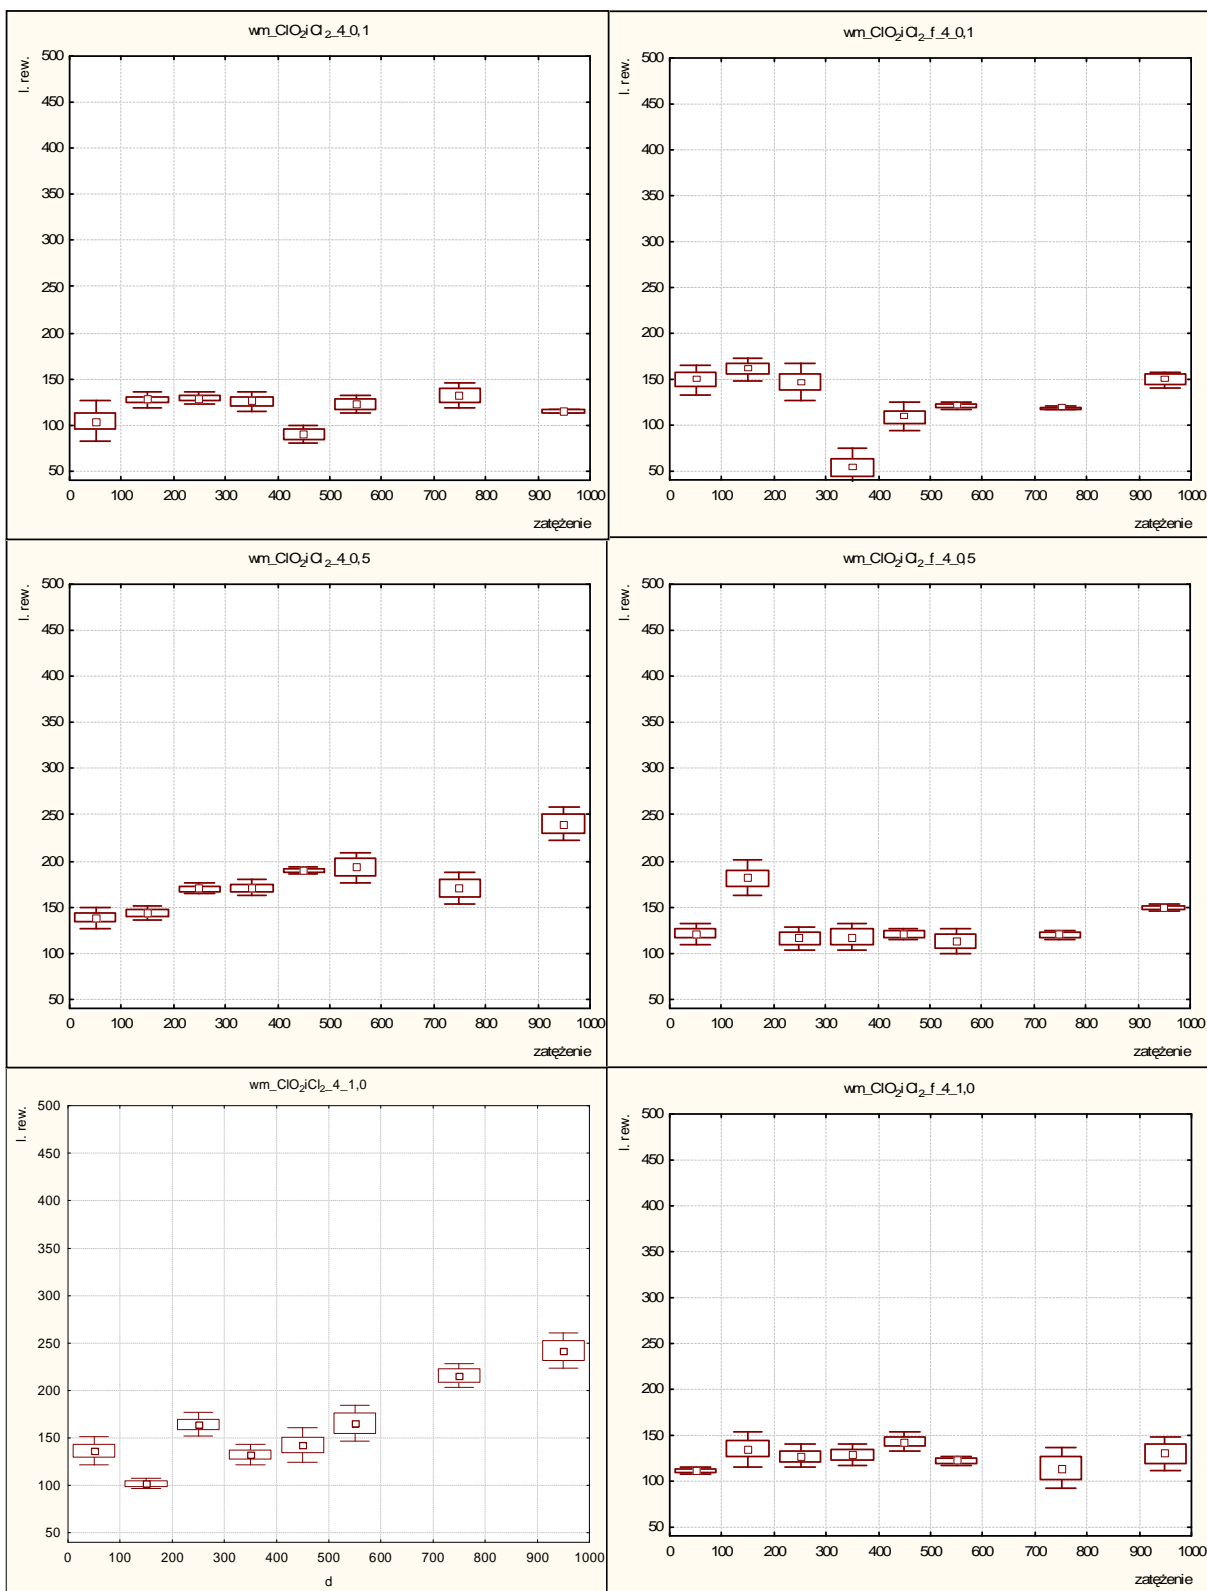 wm_ClO₂iCl₂_4_0,1
l. rew.
500
450
400
350
300
250
200
150
100
50
0 100 200 300 400 500 600 700 800 900 1000
zatężenie
wm_ClO₂iCl₂_f_4_0,1
l. rew.
500
450
400
350
300
250
200
150
100
50
0 100 200 300 400 500 600 700 800 900 1000
zatężenie
wm_ClO₂iCl₂_4_0,5
l. rew.
500
450
400
350
300
250
200
150
100
50
0 100 200 300 400 500 600 700 800 900 1000
zatężenie
wm_ClO₂iCl₂_f_4_0,5
l. rew.
500
450
400
350
300
250
200
150
100
50
0 100 200 300 400 500 600 700 800 900 1000
zatężenie
wm_ClO₂iCl₂_4_1,0
l. rew.
500
450
400
350
300
250
200
150
100
50
0 100 200 300 400 500 600 700 800 900 1000
d
wm_ClO₂iCl₂_f_4_1,0
l. rew.
500
450
400
350
300
250
200
150
100
50
0 100 200 300 400 500 600 700 800 900 1000
zatężenie